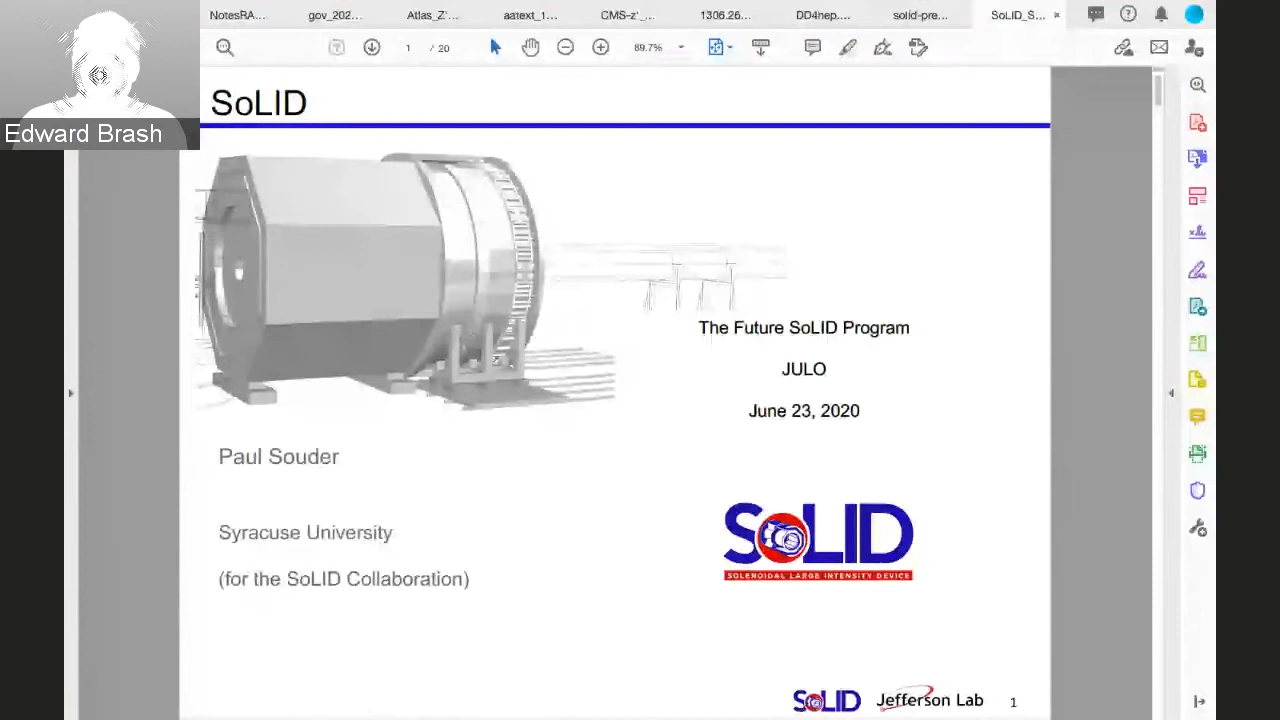 NotesRA...
gov_202...
Atlas_Z'...
aatext_1...
CMS-z'_...
1306.26...
DD4nep....
solid-pre...
SoLID_S...
1 / 20
89.7%
Edward Brash
SoLID
The Future SoLID Program
JULO
June 23, 2020
Paul Souder
Syracuse University
(for the SoLID Collaboration)
SoLID
SOLENOIDAL LARGE INTENSITY DEVICE
SoLID Jefferson Lab 1